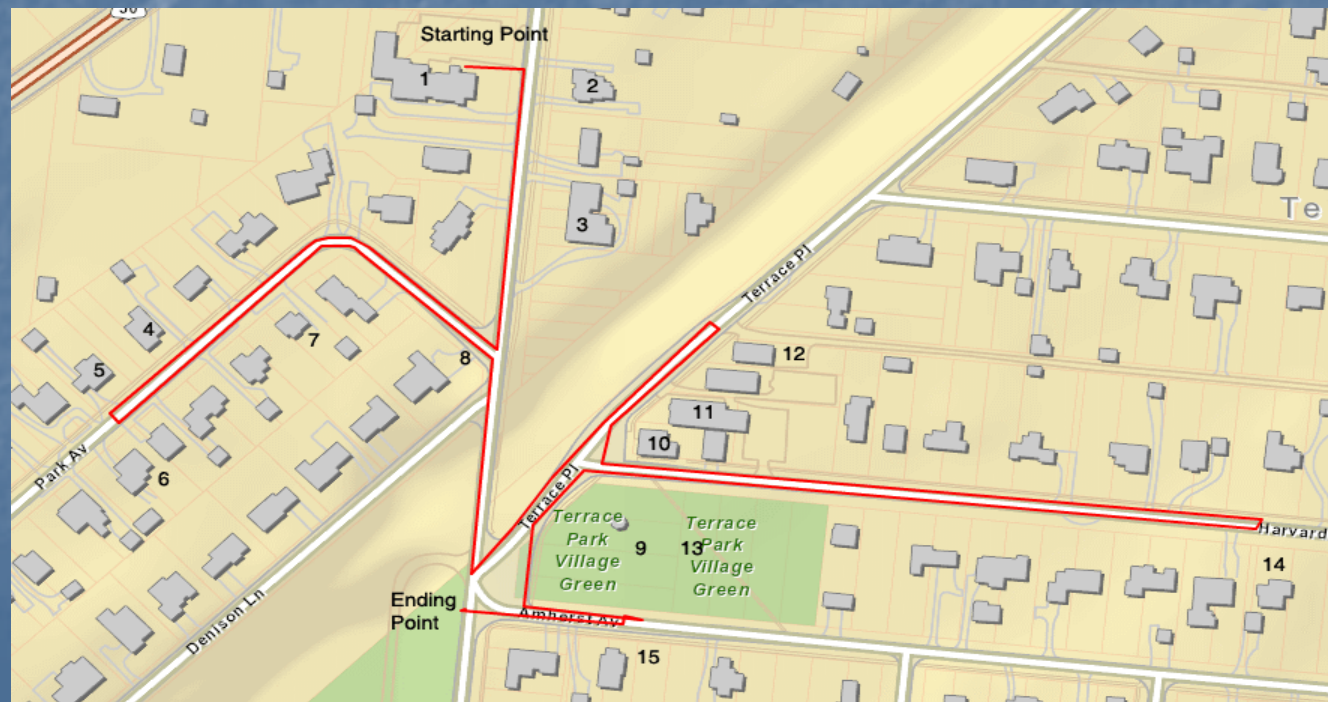 50
Starting Point
1
2
3
Te
Terrace Pl
4
5
7
8
12
11
10
6
Park Av
Terrace Pl
Terrace
Park
Village
Green
9
13
Terrace
Park
Village
Green
Harvard
14
Ending
Point
Amherst Av
Denison Ln
15